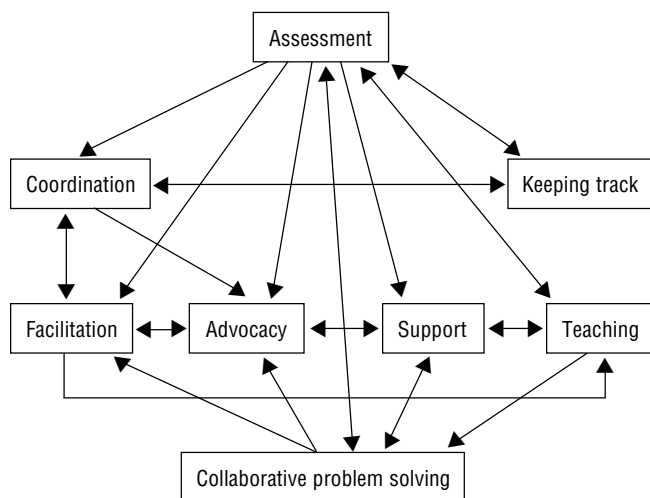 Assessment
Coordination
Keeping track
Facilitation
Advocacy
Support
Teaching
Collaborative problem solving